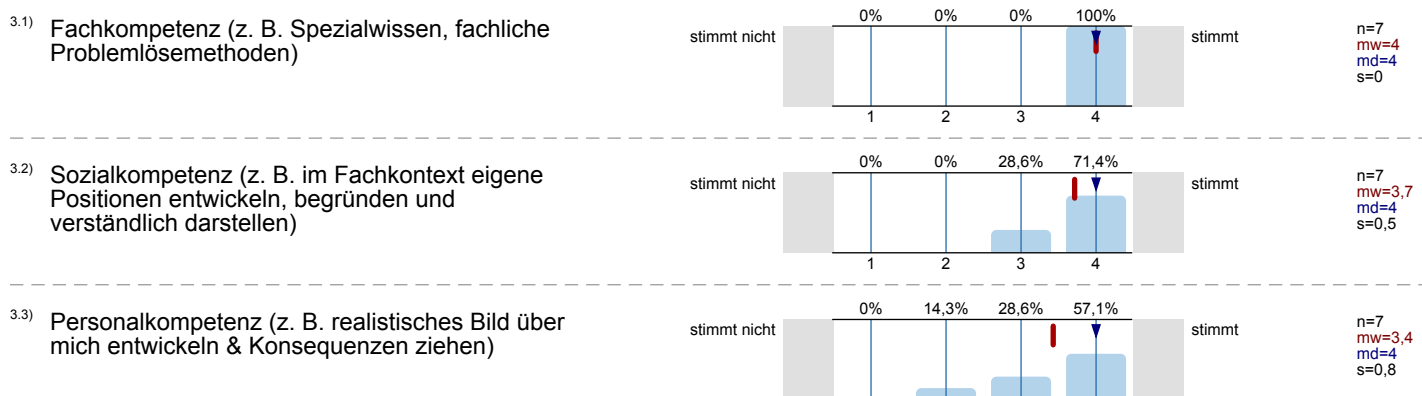 3.1) Fachkompetenz (z. B. Spezialwissen, fachliche
Problemlösemethoden)
stimmt nicht
0% 0% 0% 100%
1 2 3 4
stimmt
n=7
mw=4
md=4
s=0
3.2) Sozialkompetenz (z. B. im Fachkontext eigene
Positionen entwickeln, begründen und
verständlich darstellen)
stimmt nicht
0% 0% 28,6% 71,4%
1 2 3 4
stimmt
n=7
mw=3,7
md=4
s=0,5
3.3) Personalkompetenz (z. B. realistisches Bild über
mich entwickeln & Konsequenzen ziehen)
stimmt nicht
0% 14,3% 28,6% 57,1%
stimmt
n=7
mw=3,4
md=4
s=0,8